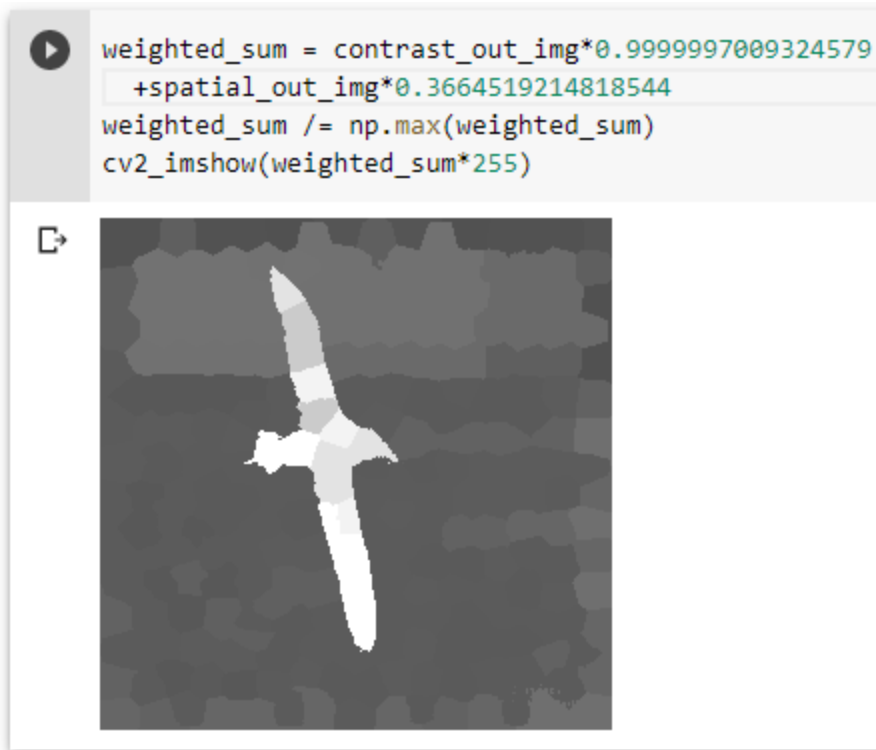 weighted_sum = contrast_out_img*0.9999997009324579
+spatial_out_img*0.3664519214818544
weighted_sum /= np.max(weighted_sum)
cv2_imshow(weighted_sum*255)